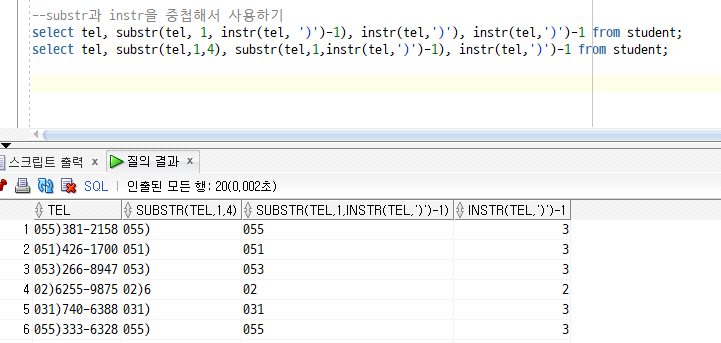 --substr과 instr을 중첩해서 사용하기
select tel, substr(tel, 1, instr(tel, ')')-1), instr(tel,')'), instr(tel,')')-1 from student;
select tel, substr(tel,1,4), substr(tel,1,instr(tel,')')-1), instr(tel,')')-1 from student;
스크립트 출력 x 질의 결과 x
SQL | 인출된 모든 행: 20(0,002초)
TEL SUBSTR(TEL,1,4) SUBSTR(TEL,1,INSTR(TEL,')')-1) INSTR(TEL,')')-1
1 055)381-2158 055) 055 3
2 051)426-1700 051) 051 3
3 053)266-8947 053) 053 3
4 02)6255-9875 02)6 02 2
5 031)740-6388 031) 031 3
6 055)333-6328 055) 055 3